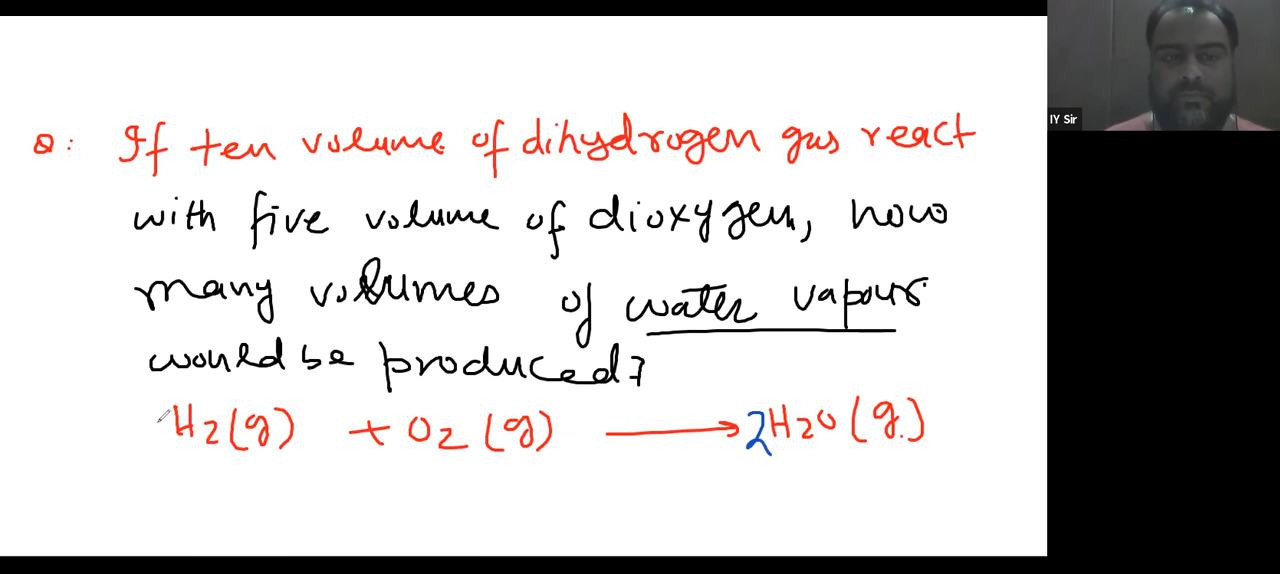 Q: If ten volume of dihydrogen gas react
with five volume of dioxygen, how
many volumes of water vapour
would be produced?
H2(g) + O2(g) → 2H2O(g)
IY Sir